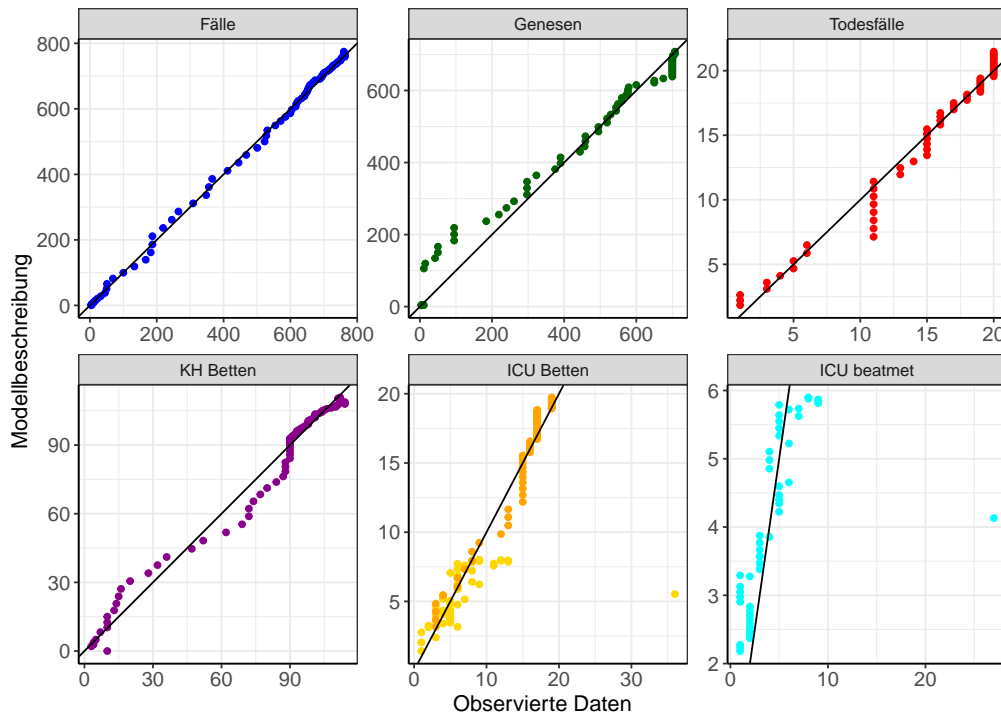 Fälle
Genesen
Todesfälle
800
600
400
200
0
0 200 400 600 800
600
400
200
0
0 200 400 600
20
15
10
5
5 10 15 20
KH Betten
ICU Betten
ICU beatmet
90
60
30
0
0 30 60 90
20
15
10
5
0 10 20 30
6
5
4
3
2
0 10 20
Modellbeschreibung
Observierte Daten